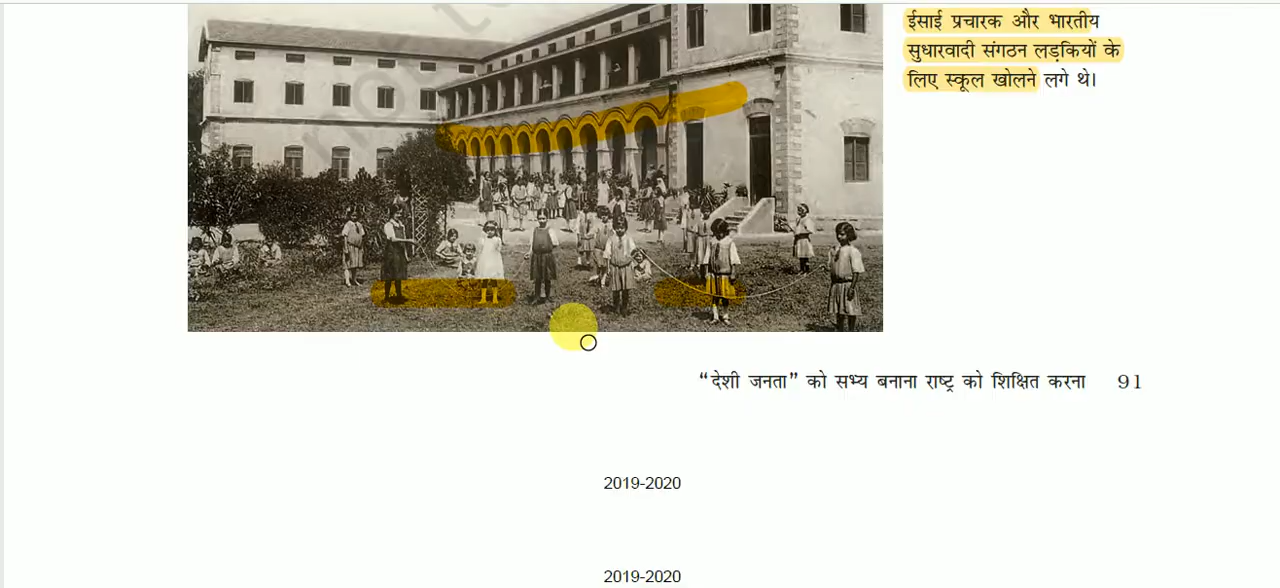 ईसाई प्रचारक और भारतीय
सुधारवादी संगठन लड़कियों के
लिए स्कूल खोलने लगे थे।
not
“देशी जनता” को सभ्य बनाना राष्ट्र को शिक्षित करना 91
2019-2020
2019-2020